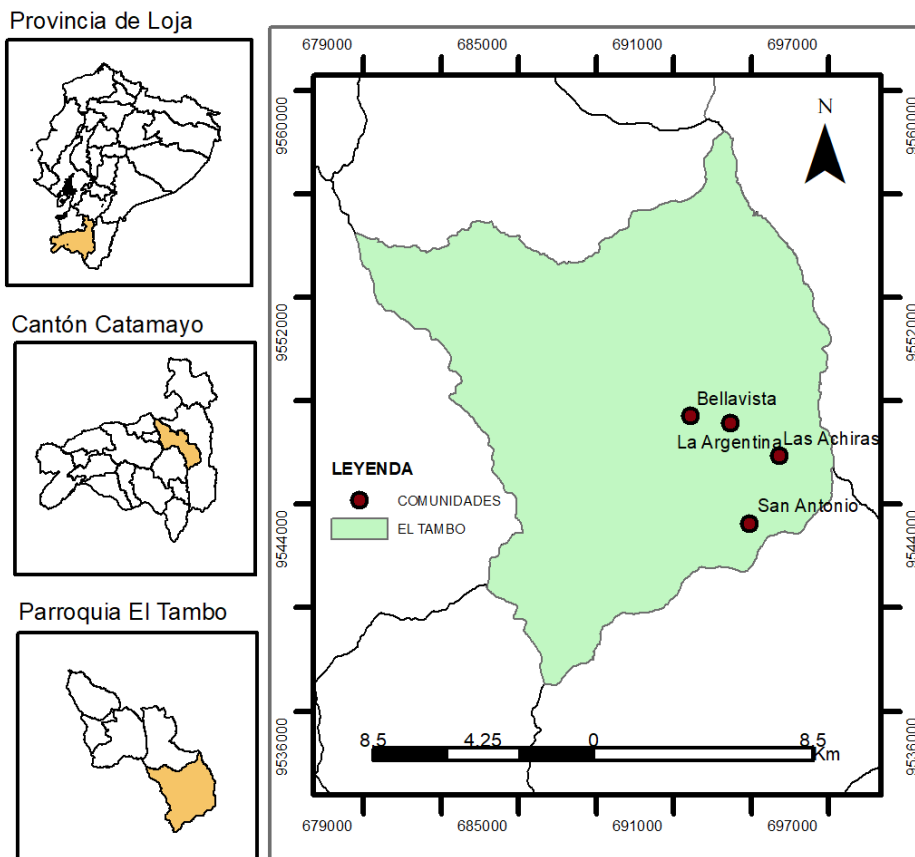 Provincia de Loja
Cantón Catamayo
Parroquia El Tambo
679000 685000 691000 697000
9560000 9560000
9552000 9552000
9544000 9544000
9536000 9536000
N
Bellavista
La Argentina Las Achiras
San Antonio
LEYENDA
COMUNIDADES
EL TAMBO
8.5 4.25 0 8.5
Km
679000 685000 691000 697000